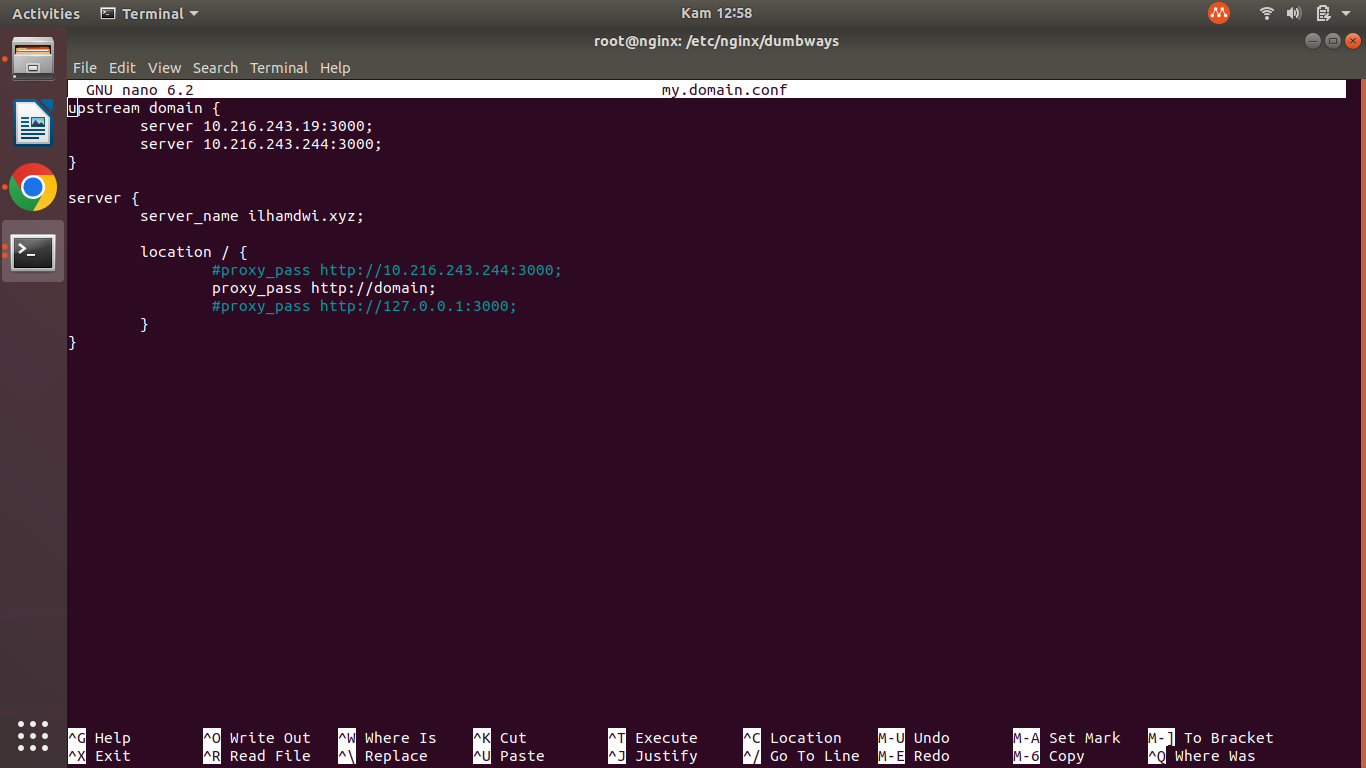 Activities Terminal Kam 12:58
root@nginx: /etc/nginx/dumbways
File Edit View Search Terminal Help
GNU nano 6.2 my.domain.conf
upstream domain {
server 10.216.243.19:3000;
server 10.216.243.244:3000;
}
server {
server_name ilhamdwi.xyz;
location / {
#proxy_pass http://10.216.243.244:3000;
proxy_pass http://domain;
#proxy_pass http://127.0.0.1:3000;
}
}
^G Help ^O Write Out ^W Where Is ^K Cut ^T Execute ^C Location M-U Undo M-A Set Mark M-] To Bracket
^X Exit ^R Read File ^\ Replace ^U Paste ^J Justify ^/ Go To Line M-E Redo M-6 Copy ^Q Where Was